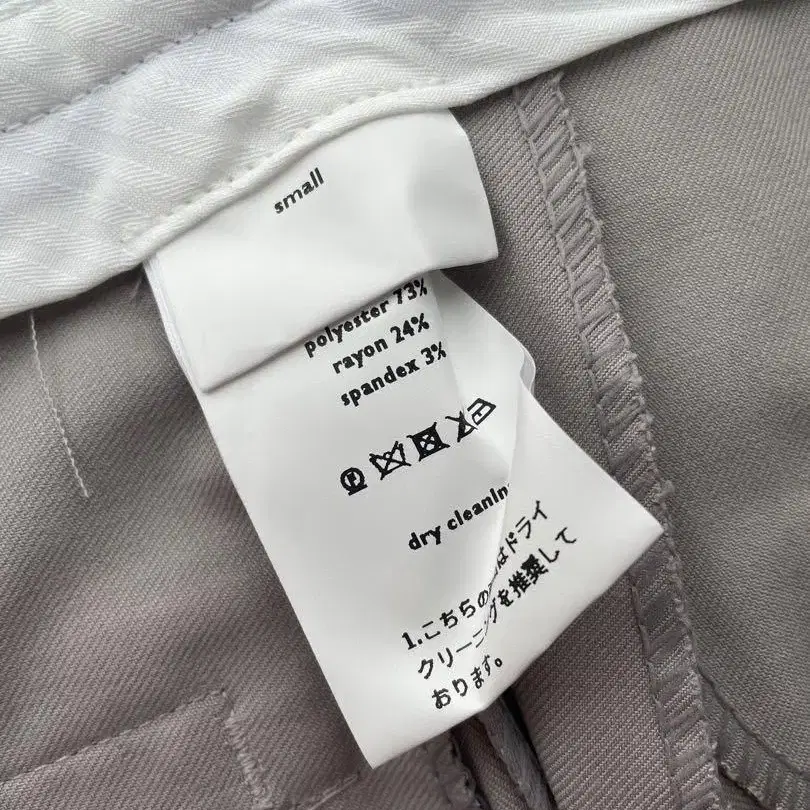 small
polyester 73%
rayon 24%
spandex 3%
dry
1.こちらの はドライ
クリーニングを推奨して
おります。